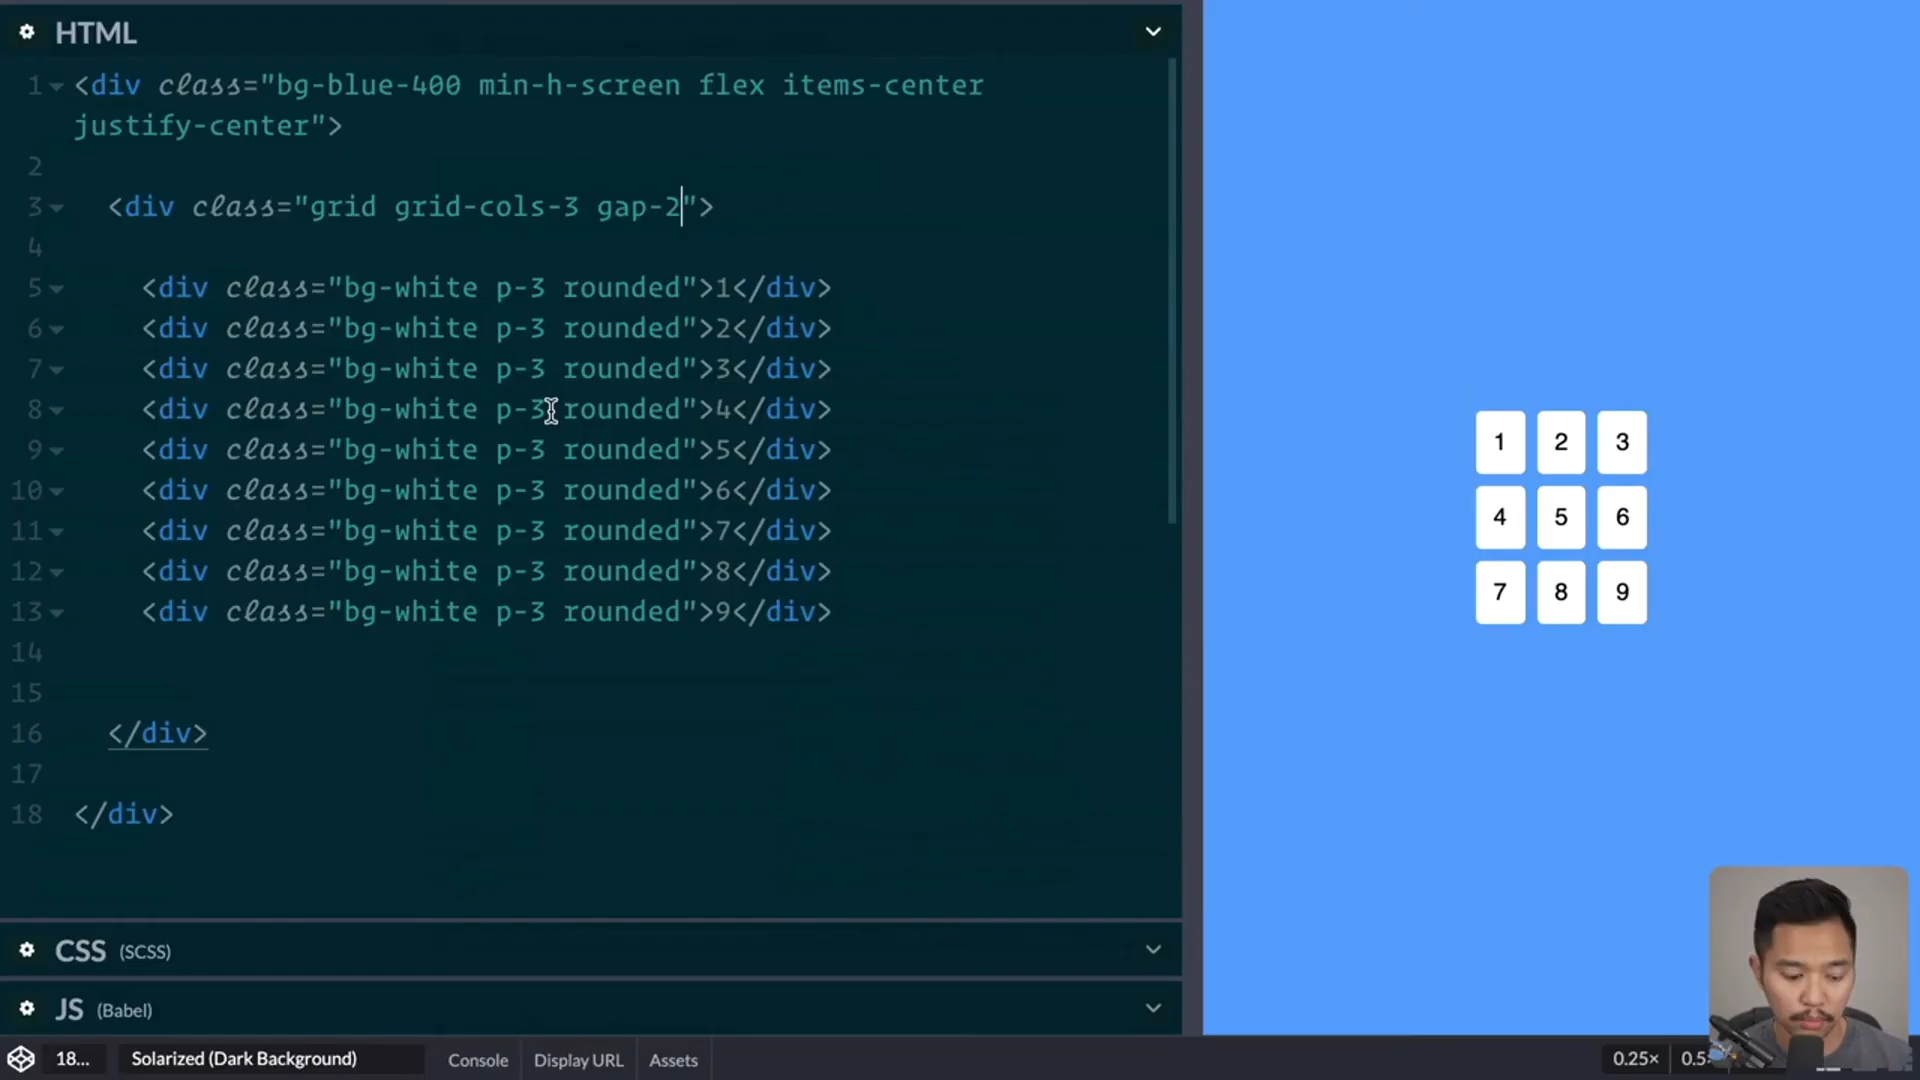 HTML
1 <div class="bg-blue-400 min-h-screen flex items-center
justify-center">
2
3 <div class="grid grid-cols-3 gap-2">
4
5 <div class="bg-white p-3 rounded">1</div>
6 <div class="bg-white p-3 rounded">2</div>
7 <div class="bg-white p-3 rounded">3</div>
8 <div class="bg-white p-3 rounded">4</div>
9 <div class="bg-white p-3 rounded">5</div>
10 <div class="bg-white p-3 rounded">6</div>
11 <div class="bg-white p-3 rounded">7</div>
12 <div class="bg-white p-3 rounded">8</div>
13 <div class="bg-white p-3 rounded">9</div>
14
15
16 </div>
17
18 </div>
1 2 3
4 5 6
7 8 9
CSS (SCSS)
JS (Babel)
18... Solarized (Dark Background) Console Display URL Assets 0.25×